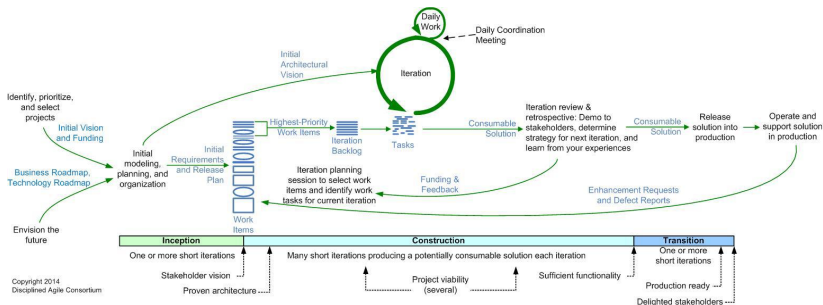 Daily
Work
Daily Coordination
Meeting
Initial
Architectural
Vision
Iteration
Identify, prioritize,
and select
projects
Initial Vision
and Funding
Business Roadmap,
Technology Roadmap
Envision the
future
Initial
modeling,
planning, and
organization
Initial
Requirements
and Release
Plan
Highest-Priority
Work Items
Iteration
Backlog
Tasks
Work
Items
Iteration planning
session to select work
items and identify work
tasks for current iteration
Consumable
Solution
Iteration review &
retrospective: Demo to
stakeholders, determine
strategy for next iteration, and
learn from your experiences
Funding &
Feedback
Consumable
Solution
Release
solution into
production
Operate and
support solution
in production
Enhancement Requests
and Defect Reports
Inception
Construction
Transition
One or more short iterations
Many short iterations producing a potentially consumable solution each iteration
One or more
short iterations
Stakeholder vision
Proven architecture
Project viability
(several)
Sufficient functionality
Production ready
Delighted stakeholders
Copyright 2014
Disciplined Agile Consortium